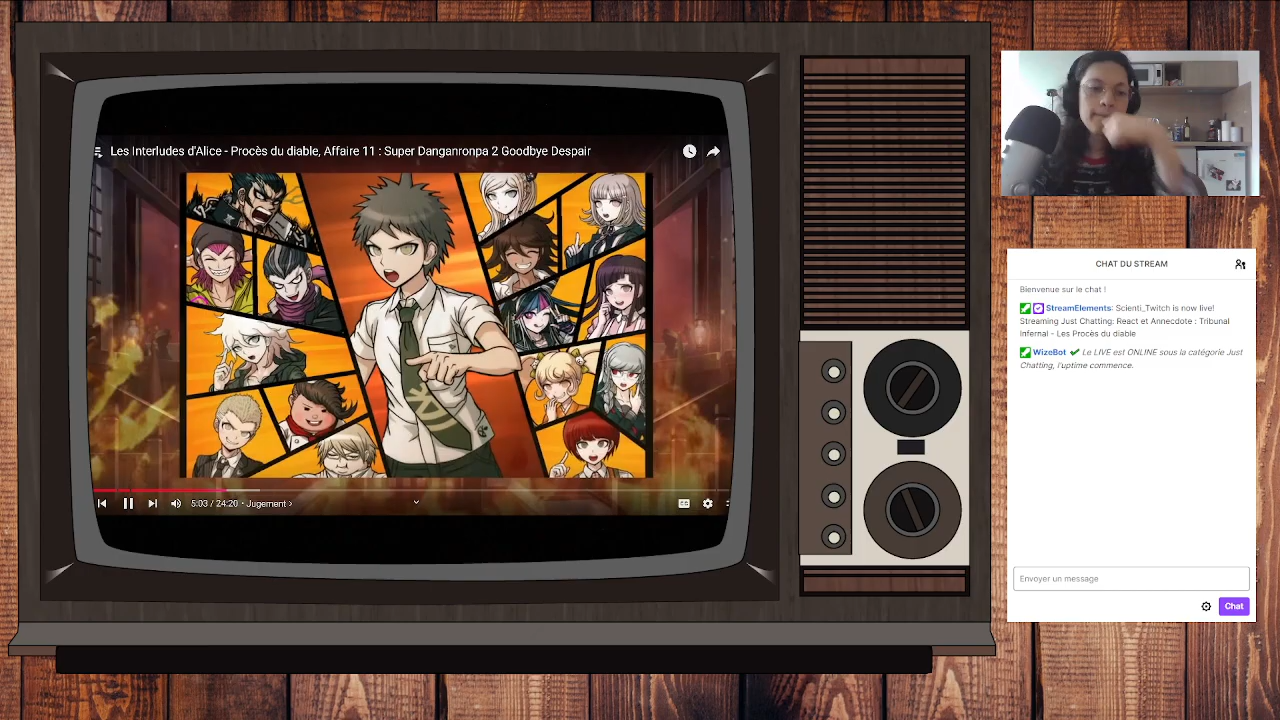 Les Interludes d'Alice - Procès du diable, Affaire 11 : Super Danganronpa 2 Goodbye Despair
5:03 / 24:20 • Jugement ›
CHAT DU STREAM
Bienvenue sur le chat !
StreamElements: Scienti_Twitch is now live!
Streaming Just Chatting: React et Annecdote : Tribunal
Infernal - Les Procès du diable
WizeBot Le LIVE est ONLINE sous la catégorie Just
Chatting, l'uptime commence.
Envoyer un message
Chat